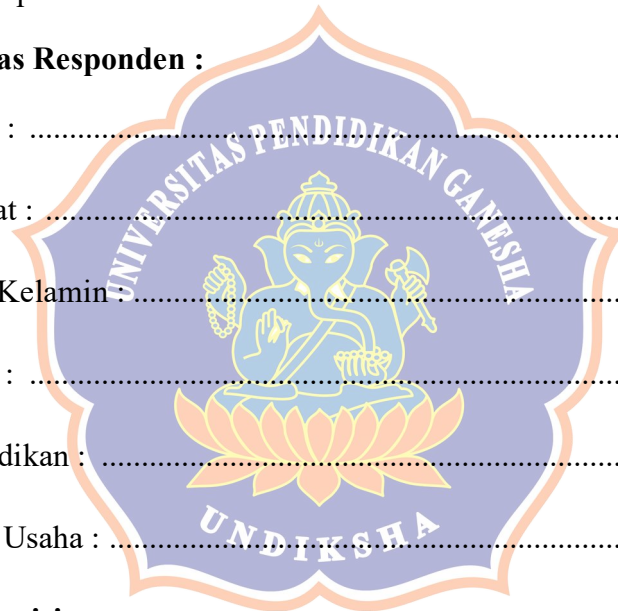 as Responden :
: ..........................................................................
UNIVERSITAS PENDIDIKAN GANESHA
at : ........................................................................
Kelamin : ..............................................................
: ..........................................................................
dikan : .................................................................
Usaha : ................................................................
UNDIKSHA